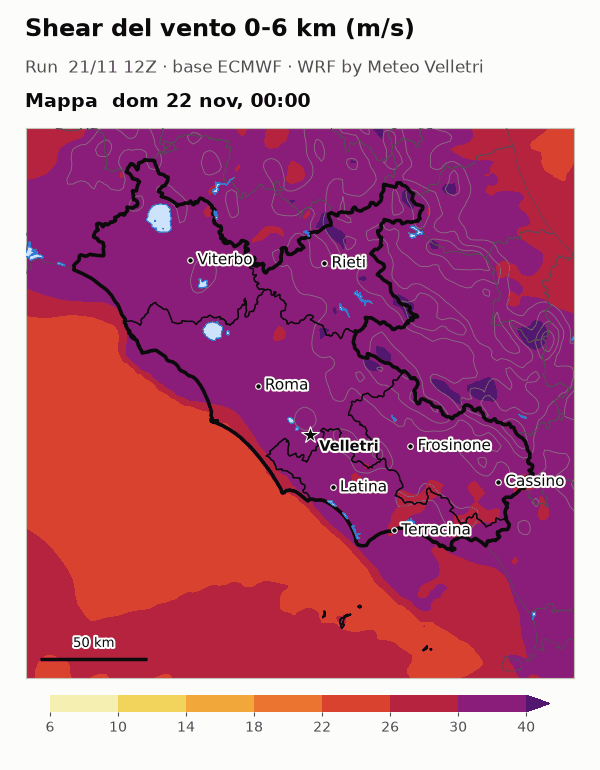 Shear del vento 0-6 km (m/s)
Run  21/11 12Z · base ECMWF · WRF by Meteo Velletri
Mappa  dom 22 nov, 00:00
Viterbo
Rieti
Roma
Velletri
Frosinone
Latina
Cassino
Terracina
50 km
6 10 14 18 22 26 30 40